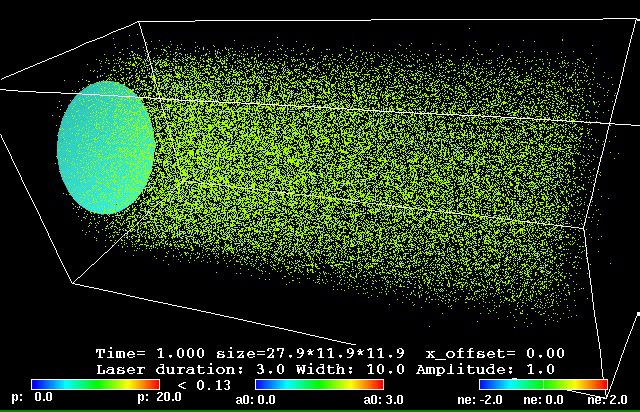 Time= 1.000 size=27.9*11.9*11.9 x_offset= 0.00
Laser duration: 3.0 Width: 10.0 Amplitude: 1.0
< 0.13
p: 0.0 p: 20.0 a0: 0.0 a0: 3.0 ne:-2.0 ne: 0.0 ne: 2.0